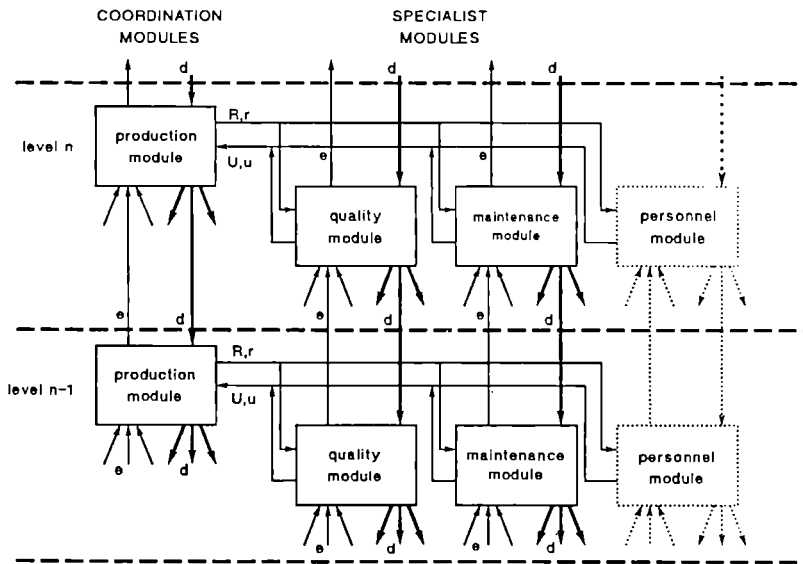 COORDINATION
MODULES
SPECIALIST
MODULES
d
d
d
level n
production
module
R,r
U,u
e
e
quality
module
maintenance
module
personnel
module
e
d
e
d
e
d
level n-1
production
module
R,r
U,u
quality
module
maintenance
module
personnel
module
e
d
e
d
e
d